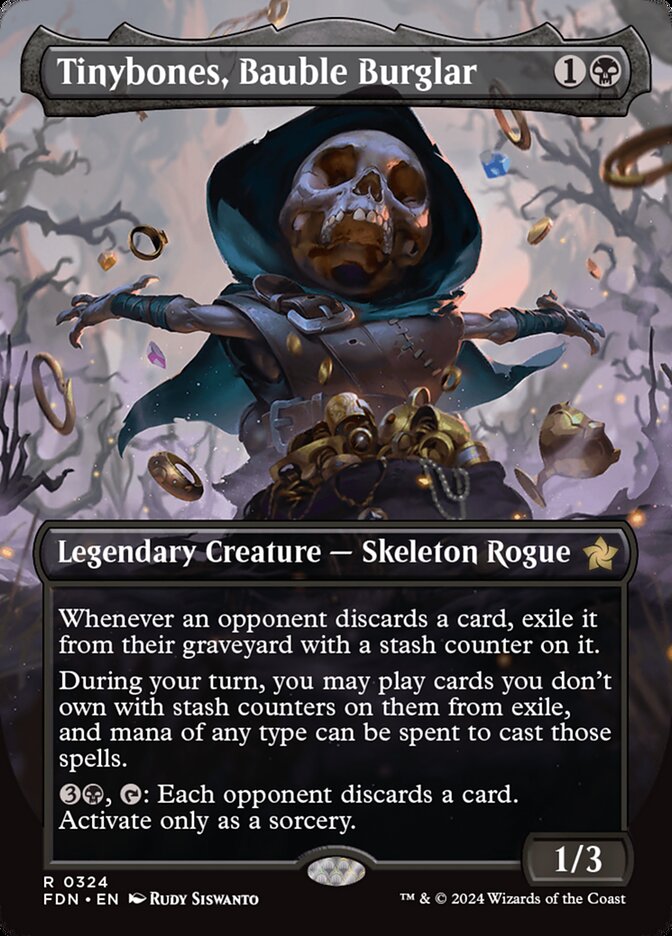 Tinybones, Bauble Burglar 1
Legendary Creature — Skeleton Rogue
Whenever an opponent discards a card, exile it
from their graveyard with a stash counter on it.
During your turn, you may play cards you don't
own with stash counters on them from exile,
and mana of any type can be spent to cast those
spells.
3, : Each opponent discards a card.
Activate only as a sorcery.
1/3
R 0324
FDN • EN Rudy Siswanto
™ & © 2024 Wizards of the Coast